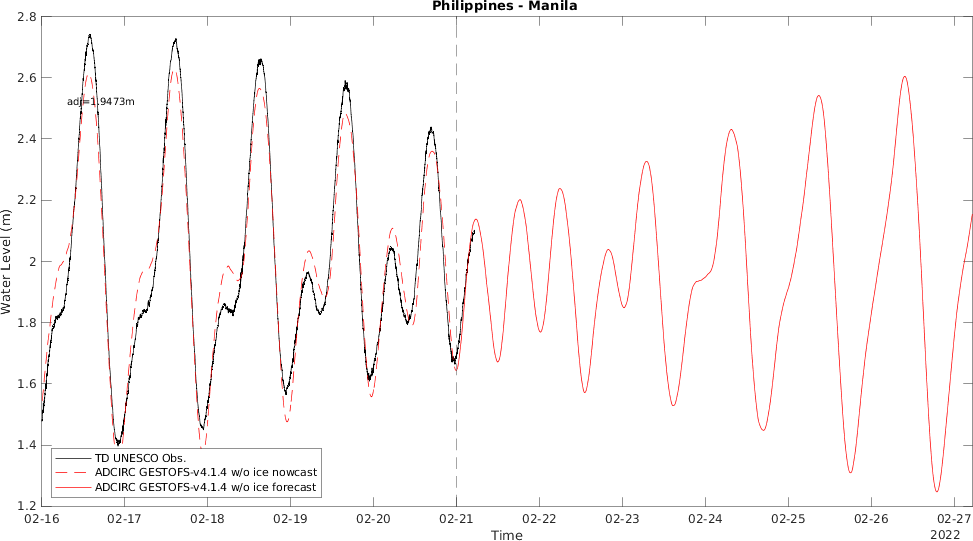 Philippines - Manila
2.8
2.6
2.4
2.2
2
1.8
1.6
1.4
1.2
Water Level (m)
adj=1.9473m
TD UNESCO Obs.
ADCIRC GESTOFS-v4.1.4 w/o ice nowcast
ADCIRC GESTOFS-v4.1.4 w/o ice forecast
02-16 02-17 02-18 02-19 02-20 02-21 02-22 02-23 02-24 02-25 02-26 02-27
Time 2022